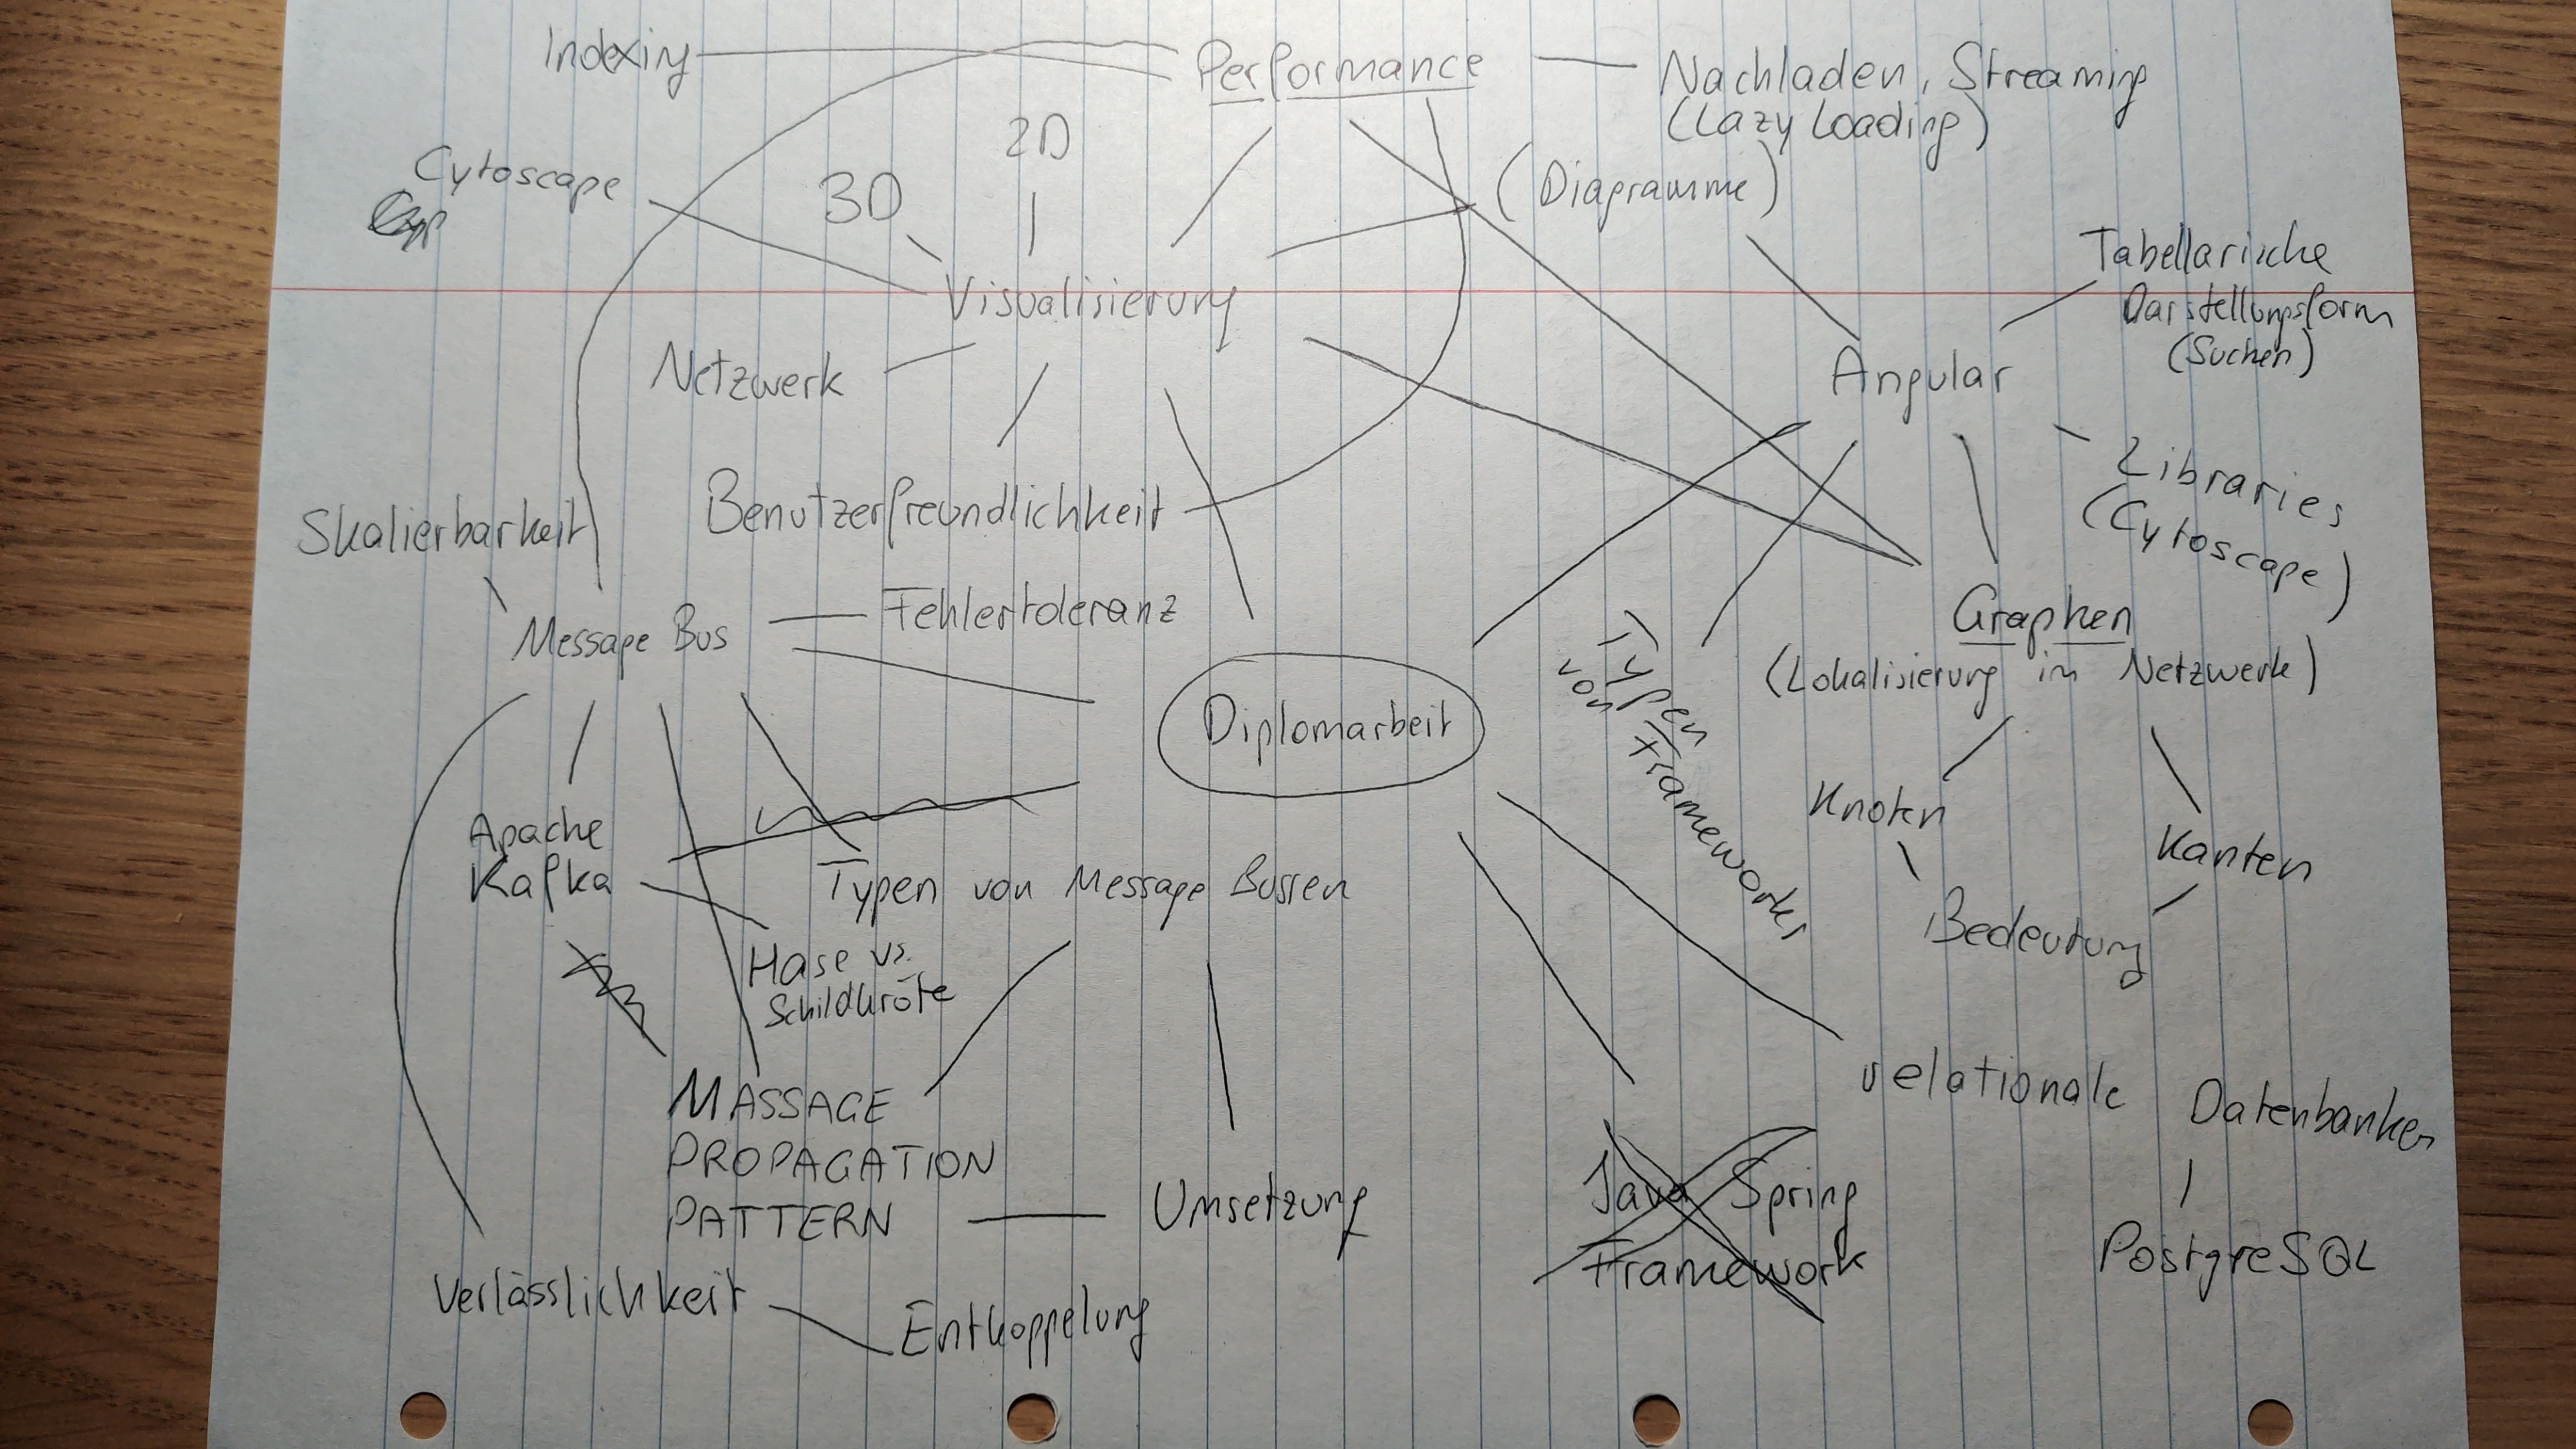 Indexing
Performance
Nachladen, Streaming
(Lazy Loading)
2D
Cytoscape
3D
(Diagramme)
Visualisierung
Tabellarische
Darstellungsform
(Suchen)
Netzwerk
Angular
Libraries
(Cytoscape)
Benutzerfreundlichkeit
Skalierbarkeit
Fehlertoleranz
Message Bus
Graphen
(Lokalisierung im Netzwerk)
Typen
von Frameworks
Diplomarbeit
Knoten
Kanten
Bedeutung
Apache
Kafka
Typen von Message Bussen
Hase vs.
Schildkröte
MASSAGE
PROPAGATION
PATTERN
Umsetzung
relationale Datenbanken
PostgreSQL
Java Spring
Framework
Verlässlichkeit
Entkoppelung